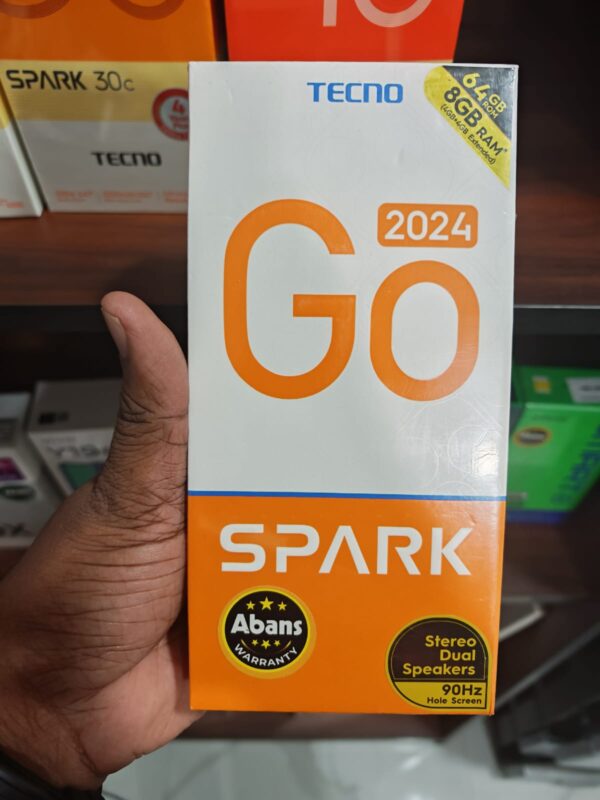 SPARK 30c
TECNO
TECNO
64GB
ROM
8GB RAM*
(4GB+4GB Extended)
2024
Go
SPARK
Abans
WARRANTY
Stereo
Dual
Speakers
90Hz
Hole Screen